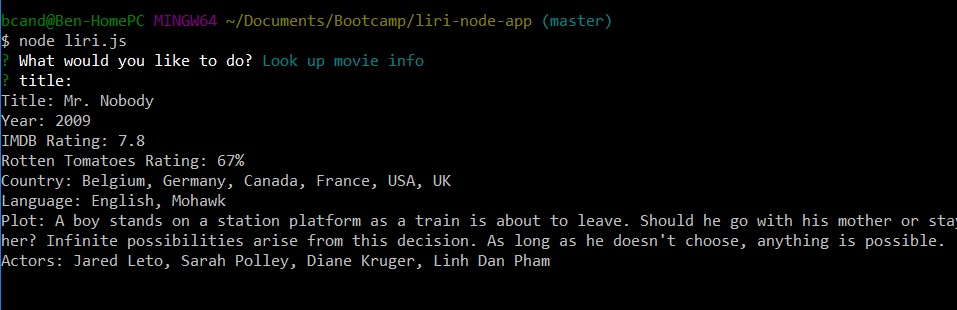 bcand@Ben-HomePC MINGW64 ~/Documents/Bootcamp/liri-node-app (master)
$ node liri.js
? What would you like to do? Look up movie info
? title:
Title: Mr. Nobody
Year: 2009
IMDB Rating: 7.8
Rotten Tomatoes Rating: 67%
Country: Belgium, Germany, Canada, France, USA, UK
Language: English, Mohawk
Plot: A boy stands on a station platform as a train is about to leave. Should he go with his mother or stay
her? Infinite possibilities arise from this decision. As long as he doesn't choose, anything is possible.
Actors: Jared Leto, Sarah Polley, Diane Kruger, Linh Dan Pham